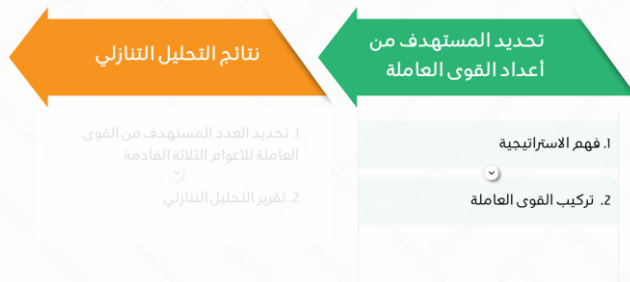 تحديد المستهدف من
أعداد القوى العاملة
1. فهم الاستراتيجية
2. تركيب القوى العاملة
نتائج التحليل التنازلي
1. تحديد العدد المستهدف من القوى
العاملة للأعوام الثلاثة القادمة
2. تقرير التحليل التنازلي